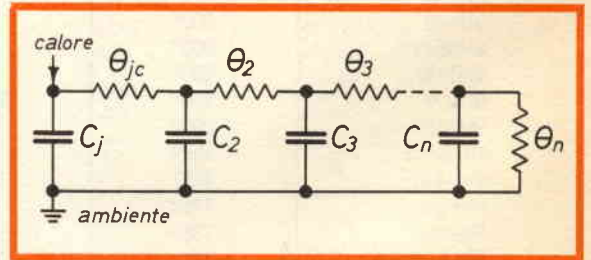 calore
θjc
θ2
θ3
Cj
C2
C3
Cn
θn
ambiente